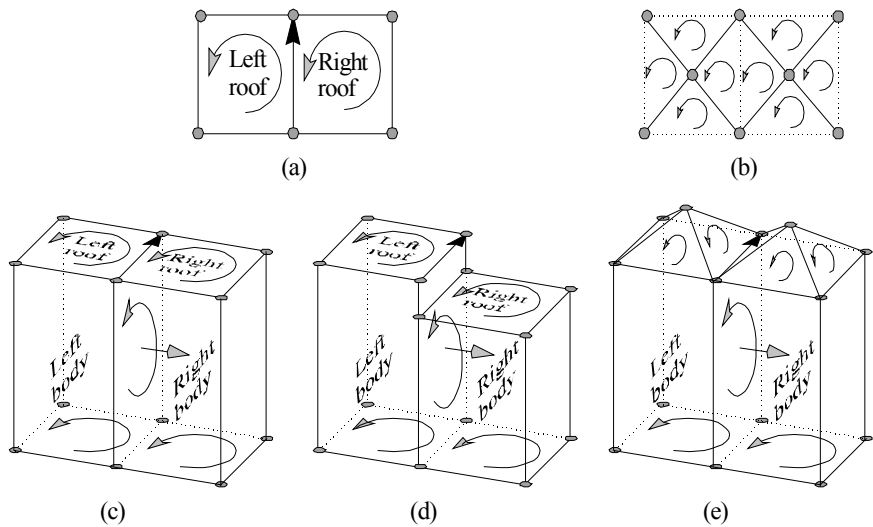 Left
roof
Right
roof
(a)
(b)
Left
roof
Right
roof
Left
body
Right
body
(c)
Left
roof
Right
roof
Left
body
Right
body
(d)
Left
body
Right
body
(e)